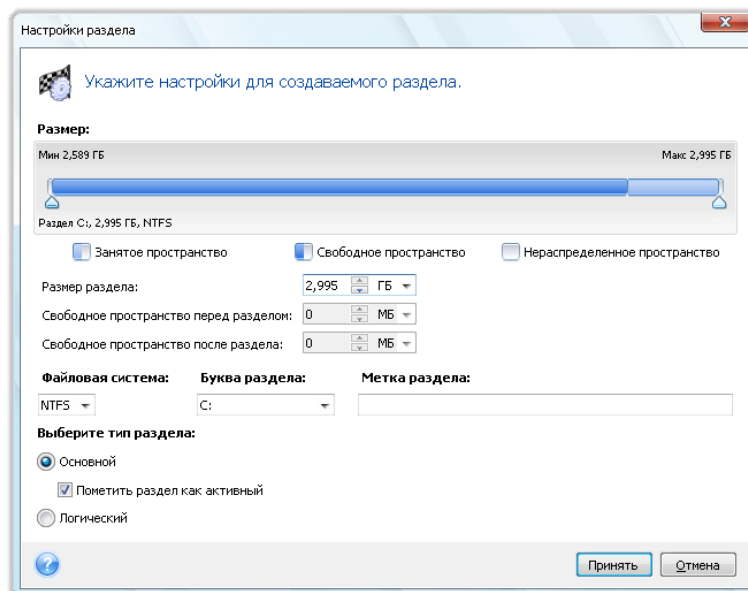 Настройки раздела
Укажите настройки для создаваемого раздела.
Размер:
Мин 2,589 ГБ Макс 2,995 ГБ
Раздел C:, 2,995 ГБ, NTFS
Занятое пространство Свободное пространство Нераспределенное пространство
Размер раздела: 2,995 ГБ
Свободное пространство перед разделом: 0 МБ
Свободное пространство после раздела: 0 МБ
Файловая система: Буква раздела: Метка раздела:
NTFS C:
Выберите тип раздела:
Основной
Пометить раздел как активный
Логический
? Принять Отмена